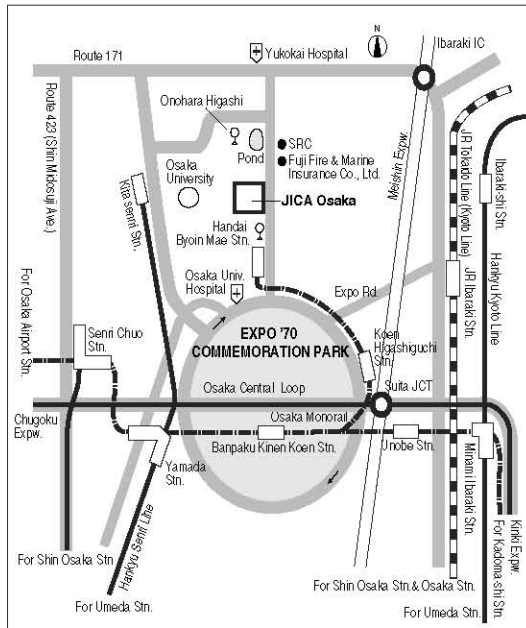 Yukokai Hospital
N
Ibaraki IC
Route 171
Route 423 (Shin Midosuji Ave.)
Onohara Higashi
Pond
SRC
Fuji Fire & Marine
Insurance Co., Ltd.
Meishin Expw.
JR Tokaido Line (Kyoto Line)
Ibaraki-shi Stn.
Osaka
University
JICA Osaka
Kita senri Stn.
Handai
Byoin Mae Stn.
Hankyu Kyoto Line
JR Ibaraki Stn.
Osaka Univ.
Hospital
Expo Rd.
For Osaka Airport Stn.
Senri Chuo
Stn.
EXPO '70
COMMEMORATION PARK
Koen
Higashiguchi
Stn.
Osaka Central Loop
Suita JCT
Chugoku
Expw.
Osaka Monorail
Banpaku Kinen Koen Stn.
Unobe Stn.
Yamada
Stn.
Minami Ibaraki Stn.
Hankyu Senri Line
Kinki Expw.
For Kadoma-shi Stn.
For Shin Osaka Stn.
For Shin Osaka Stn. & Osaka Stn.
For Umeda Stn.
For Umeda Stn.